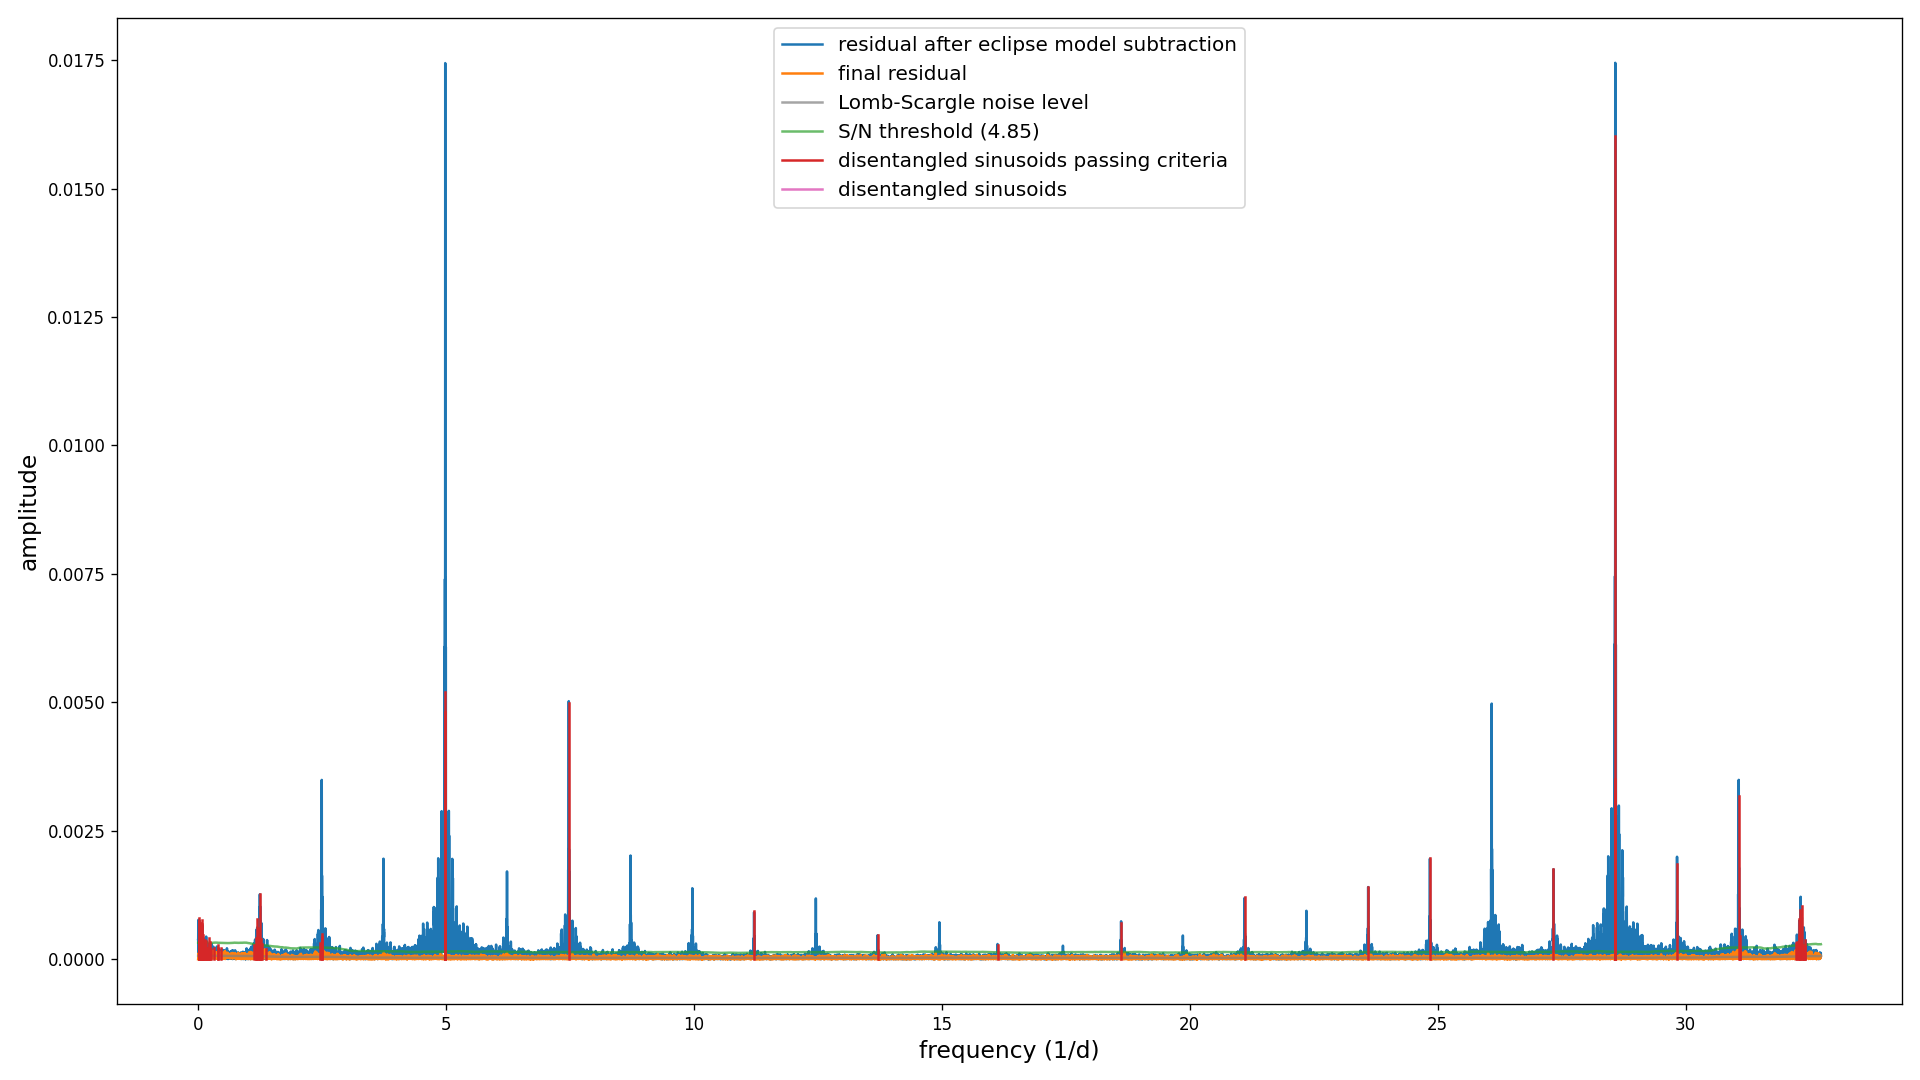 residual after eclipse model subtraction
final residual
Lomb-Scargle noise level
S/N threshold (4.85)
disentangled sinusoids passing criteria
disentangled sinusoids
0.0175
0.0150
0.0125
0.0100
0.0075
0.0050
0.0025
0.0000
amplitude
0 5 10 15 20 25 30
frequency (1/d)